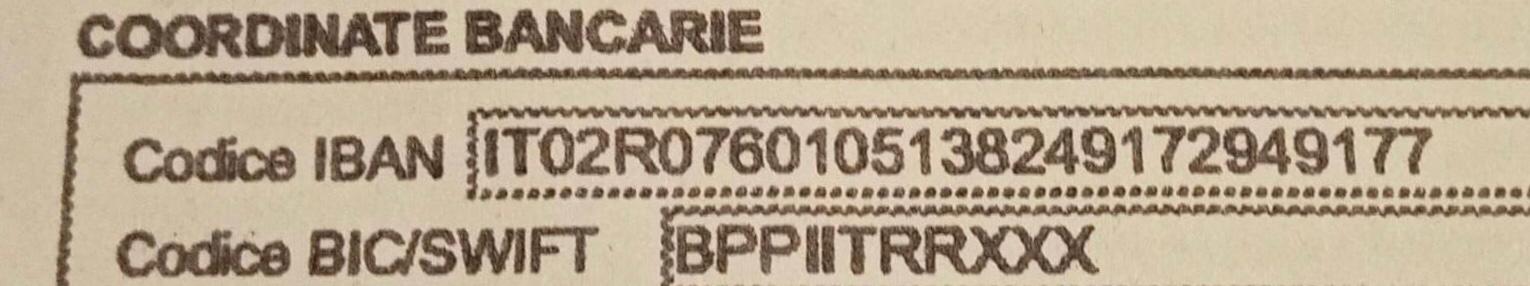 COORDINATE BANCARIE
Codice IBAN IT02R0760105138249172949177
Codice BIC/SWIFT BPPIITRRXXX